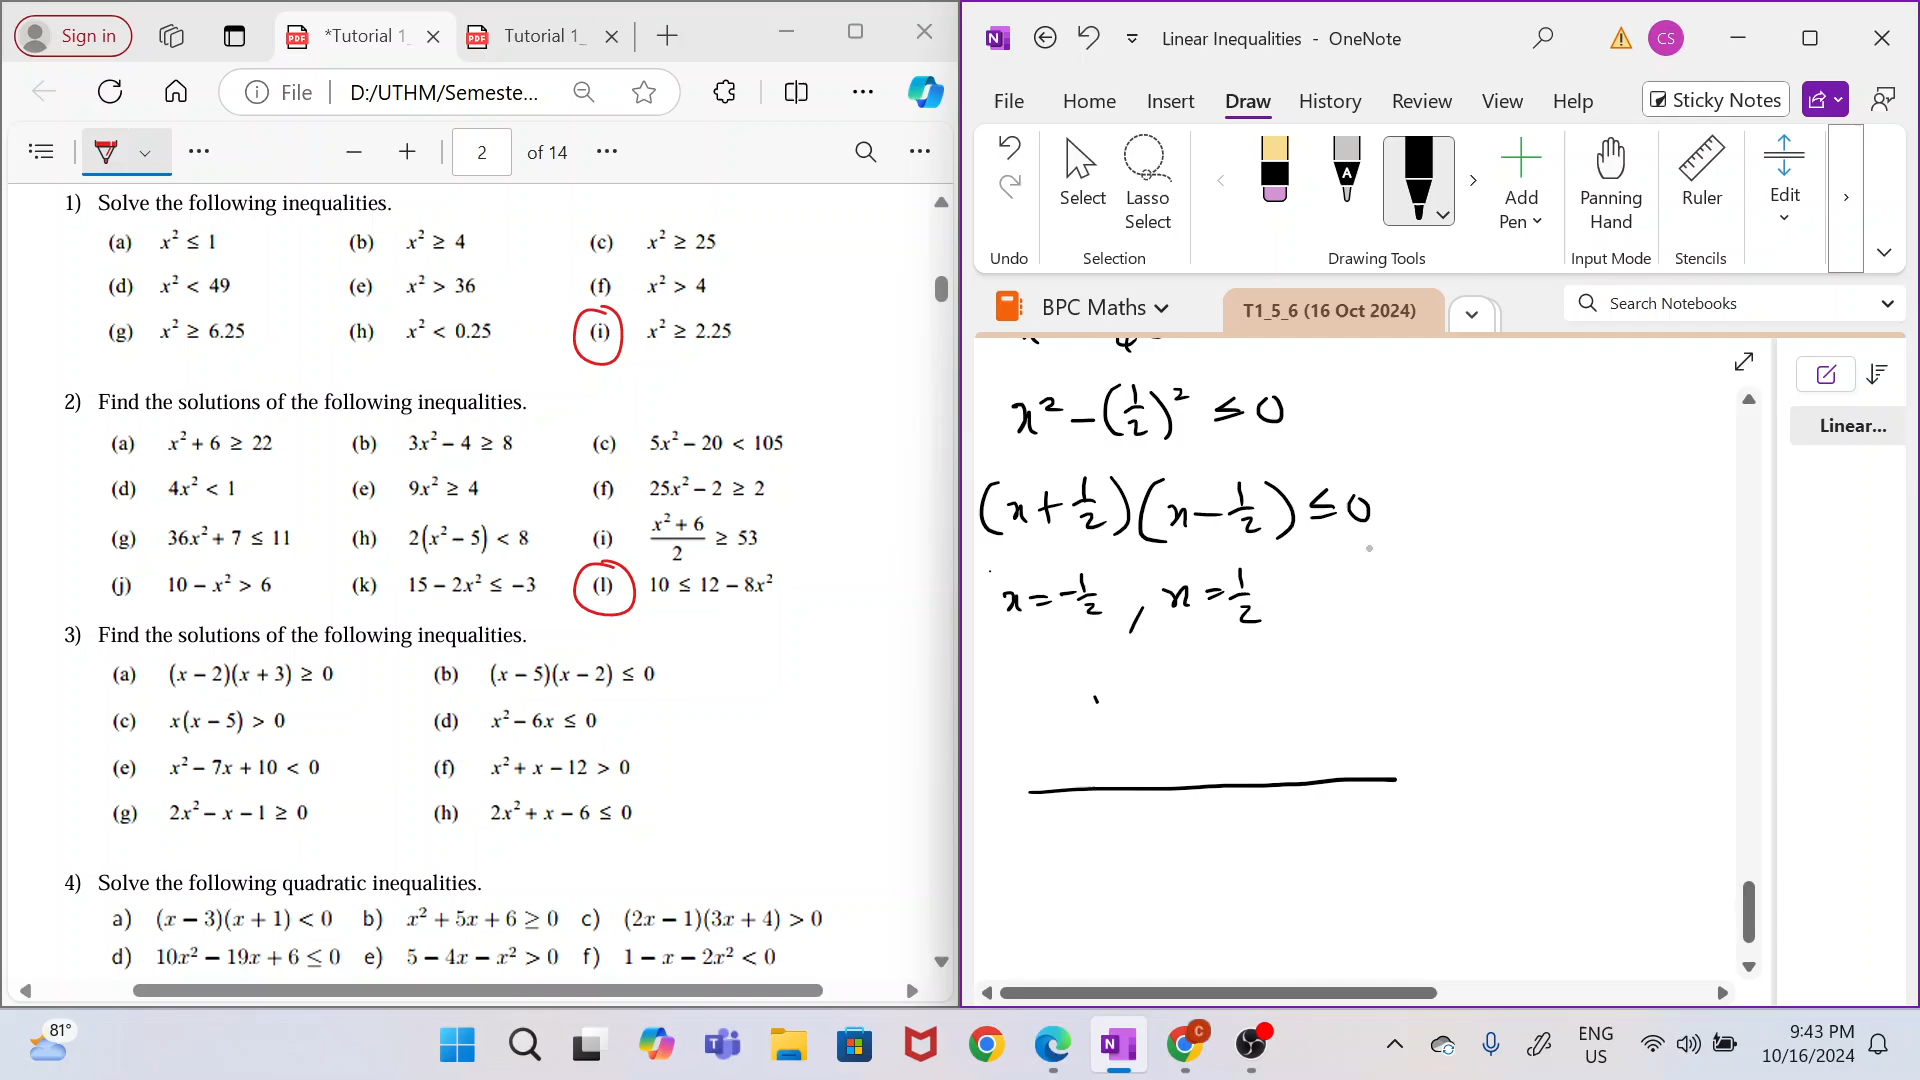 Sign in
*Tutorial 1_
Tutorial 1_
File D:/UTHM/Semeste...
2 of 14
1) Solve the following inequalities.
(a) x² ≤ 1 (b) x² ≥ 4 (c) x² ≥ 25
(d) x² < 49 (e) x² > 36 (f) x² > 4
(g) x² ≥ 6.25 (h) x² < 0.25 (i) x² ≥ 2.25
2) Find the solutions of the following inequalities.
(a) x² + 6 ≥ 22 (b) 3x² − 4 ≥ 8 (c) 5x² − 20 < 105
(d) 4x² < 1 (e) 9x² ≥ 4 (f) 25x² − 2 ≥ 2
(g) 36x² + 7 ≤ 11 (h) 2(x² − 5) < 8 (i) (x² + 6)/2 ≥ 53
(j) 10 − x² > 6 (k) 15 − 2x² ≤ −3 (l) 10 ≤ 12 − 8x²
3) Find the solutions of the following inequalities.
(a) (x − 2)(x + 3) ≥ 0 (b) (x − 5)(x − 2) ≤ 0
(c) x(x − 5) > 0 (d) x² − 6x ≤ 0
(e) x² − 7x + 10 < 0 (f) x² + x − 12 > 0
(g) 2x² − x − 1 ≥ 0 (h) 2x² + x − 6 ≤ 0
4) Solve the following quadratic inequalities.
a) (x − 3)(x + 1) < 0 b) x² + 5x + 6 ≥ 0 c) (2x − 1)(3x + 4) > 0
d) 10x² − 19x + 6 ≤ 0 e) 5 − 4x − x² > 0 f) 1 − x − 2x² < 0
Linear Inequalities - OneNote
CS
File Home Insert Draw History Review View Help
Sticky Notes
Select
Lasso Select
A
Add Pen
Panning Hand
Ruler
Edit
Undo Selection Drawing Tools Input Mode Stencils
BPC Maths
T1_5_6 (16 Oct 2024)
Search Notebooks
Linear...
x² − (1/2)² ≤ 0
(x + 1/2)(x − 1/2) ≤ 0
x = −1/2 , x = 1/2
81°
ENG
US
9:43 PM
10/16/2024